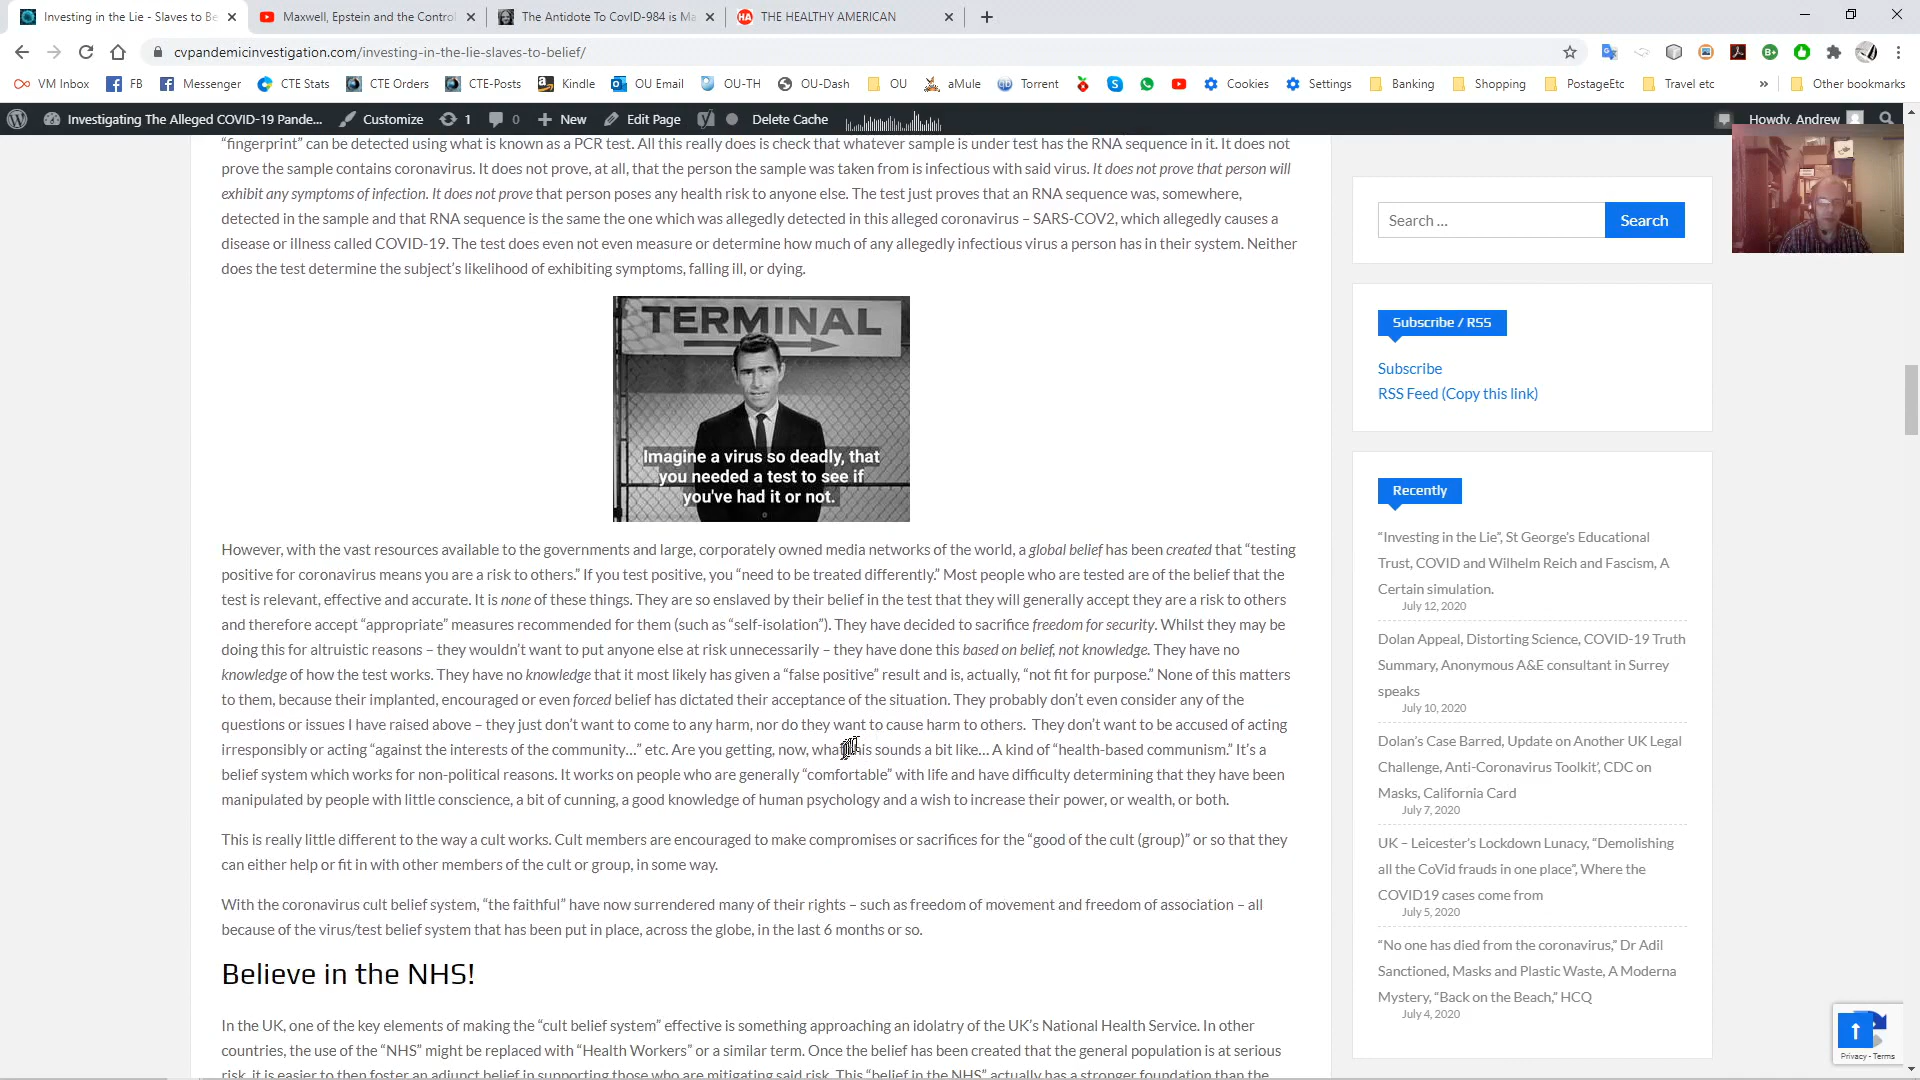 Investing in the Lie - Slaves to Be
Maxwell, Epstein and the Control
The Antidote To CovID-984 is Ma
HA THE HEALTHY AMERICAN
cvpandemicinvestigation.com/investing-in-the-lie-slaves-to-belief/
VM Inbox FB Messenger CTE Stats CTE Orders CTE-Posts Kindle OU Email OU-TH OU-Dash OU aMule Torrent Cookies Settings Banking Shopping PostageEtc Travel etc » Other bookmarks
Investigating The Alleged COVID-19 Pande... Customize 1 0 New Edit Page Delete Cache Howdy, Andrew
“fingerprint” can be detected using what is known as a PCR test. All this really does is check that whatever sample is under test has the RNA sequence in it. It does not
prove the sample contains coronavirus. It does not prove, at all, that the person the sample was taken from is infectious with said virus. It does not prove that person will
exhibit any symptoms of infection. It does not prove that person poses any health risk to anyone else. The test just proves that an RNA sequence was, somewhere,
detected in the sample and that RNA sequence is the same the one which was allegedly detected in this alleged coronavirus – SARS-COV2, which allegedly causes a
disease or illness called COVID-19. The test does even not even measure or determine how much of any allegedly infectious virus a person has in their system. Neither
does the test determine the subject’s likelihood of exhibiting symptoms, falling ill, or dying.
TERMINAL
Imagine a virus so deadly, that
you needed a test to see if
you've had it or not.
However, with the vast resources available to the governments and large, corporately owned media networks of the world, a global belief has been created that “testing
positive for coronavirus means you are a risk to others.” If you test positive, you “need to be treated differently.” Most people who are tested are of the belief that the
test is relevant, effective and accurate. It is none of these things. They are so enslaved by their belief in the test that they will generally accept they are a risk to others
and therefore accept “appropriate” measures recommended for them (such as “self-isolation”). They have decided to sacrifice freedom for security. Whilst they may be
doing this for altruistic reasons – they wouldn’t want to put anyone else at risk unnecessarily – they have done this based on belief, not knowledge. They have no
knowledge of how the test works. They have no knowledge that it most likely has given a “false positive” result and is, actually, “not fit for purpose.” None of this matters
to them, because their implanted, encouraged or even forced belief has dictated their acceptance of the situation. They probably don’t even consider any of the
questions or issues I have raised above – they just don’t want to come to any harm, nor do they want to cause harm to others. They don’t want to be accused of acting
irresponsibly or acting “against the interests of the community…” etc. Are you getting, now, what this sounds a bit like… A kind of “health-based communism.” It’s a
belief system which works for non-political reasons. It works on people who are generally “comfortable” with life and have difficulty determining that they have been
manipulated by people with little conscience, a bit of cunning, a good knowledge of human psychology and a wish to increase their power, or wealth, or both.
This is really little different to the way a cult works. Cult members are encouraged to make compromises or sacrifices for the “good of the cult (group)” or so that they
can either help or fit in with other members of the cult or group, in some way.
With the coronavirus cult belief system, “the faithful” have now surrendered many of their rights – such as freedom of movement and freedom of association – all
because of the virus/test belief system that has been put in place, across the globe, in the last 6 months or so.
Believe in the NHS!
In the UK, one of the key elements of making the “cult belief system” effective is something approaching an idolatry of the UK’s National Health Service. In other
countries, the use of the “NHS” might be replaced with “Health Workers” or a similar term. Once the belief has been created that the general population is at serious
risk, it is easier to then foster an adjunct belief in supporting those who are mitigating said risk. This “belief in the NHS” actually has a stronger foundation than the
Search ... Search
Subscribe / RSS
Subscribe
RSS Feed (Copy this link)
Recently
“Investing in the Lie”, St George’s Educational
Trust, COVID and Wilhelm Reich and Fascism, A
Certain simulation.
July 12, 2020
Dolan Appeal, Distorting Science, COVID-19 Truth
Summary, Anonymous A&E consultant in Surrey
speaks
July 10, 2020
Dolan’s Case Barred, Update on Another UK Legal
Challenge, Anti-Coronavirus Toolkit’, CDC on
Masks, California Card
July 7, 2020
UK – Leicester’s Lockdown Lunacy, “Demolishing
all the CoVid frauds in one place”, Where the
COVID19 cases come from
July 5, 2020
“No one has died from the coronavirus,” Dr Adil
Sanctioned, Masks and Plastic Waste, A Moderna
Mystery, “Back on the Beach,” HCQ
July 4, 2020
Privacy - Terms